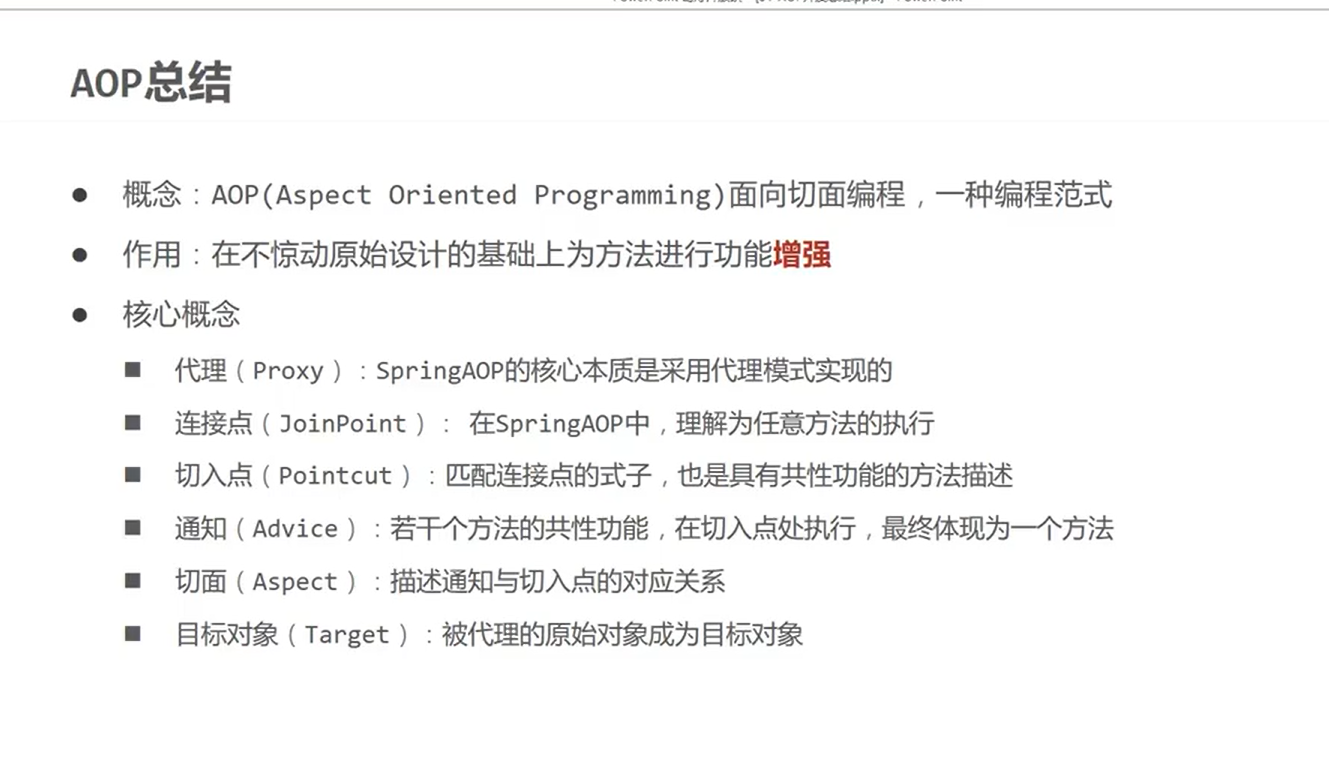 AOP总结
● 概念：AOP(Aspect Oriented Programming)面向切面编程，一种编程范式
● 作用：在不惊动原始设计的基础上为方法进行功能增强
● 核心概念
■ 代理（Proxy）：SpringAOP的核心本质是采用代理模式实现的
■ 连接点（JoinPoint）： 在SpringAOP中，理解为任意方法的执行
■ 切入点（Pointcut）：匹配连接点的式子，也是具有共性功能的方法描述
■ 通知（Advice）：若干个方法的共性功能，在切入点处执行，最终体现为一个方法
■ 切面（Aspect）：描述通知与切入点的对应关系
■ 目标对象（Target）：被代理的原始对象成为目标对象